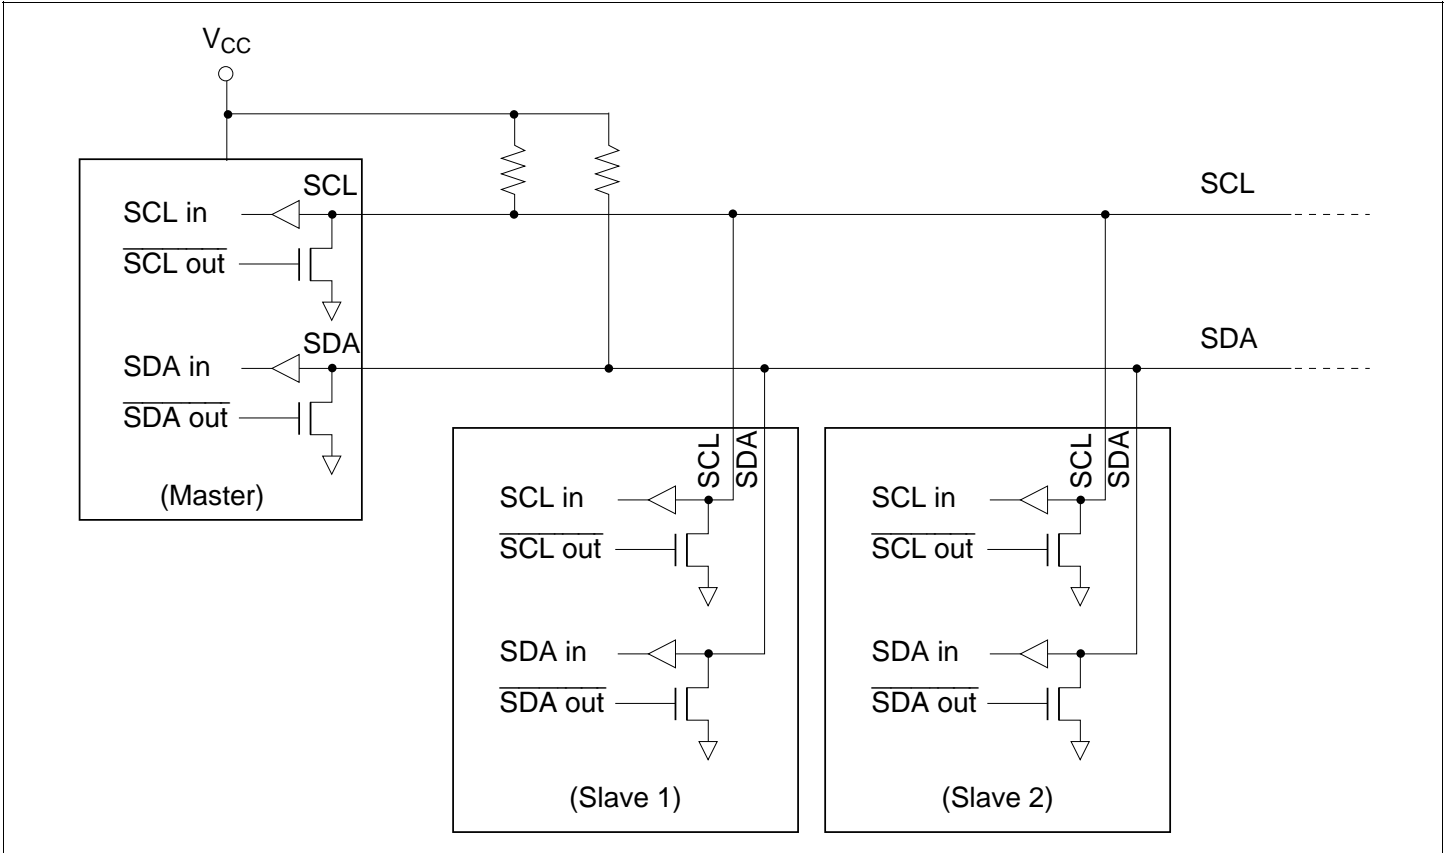 VCC
SCL
SCL in
SCL out
SDA
SDA in
SDA out
(Master)
SCL
SDA
SCL
SDA
SCL in
SCL out
SDA in
SDA out
(Slave 1)
SCL
SDA
SCL in
SCL out
SDA in
SDA out
(Slave 2)